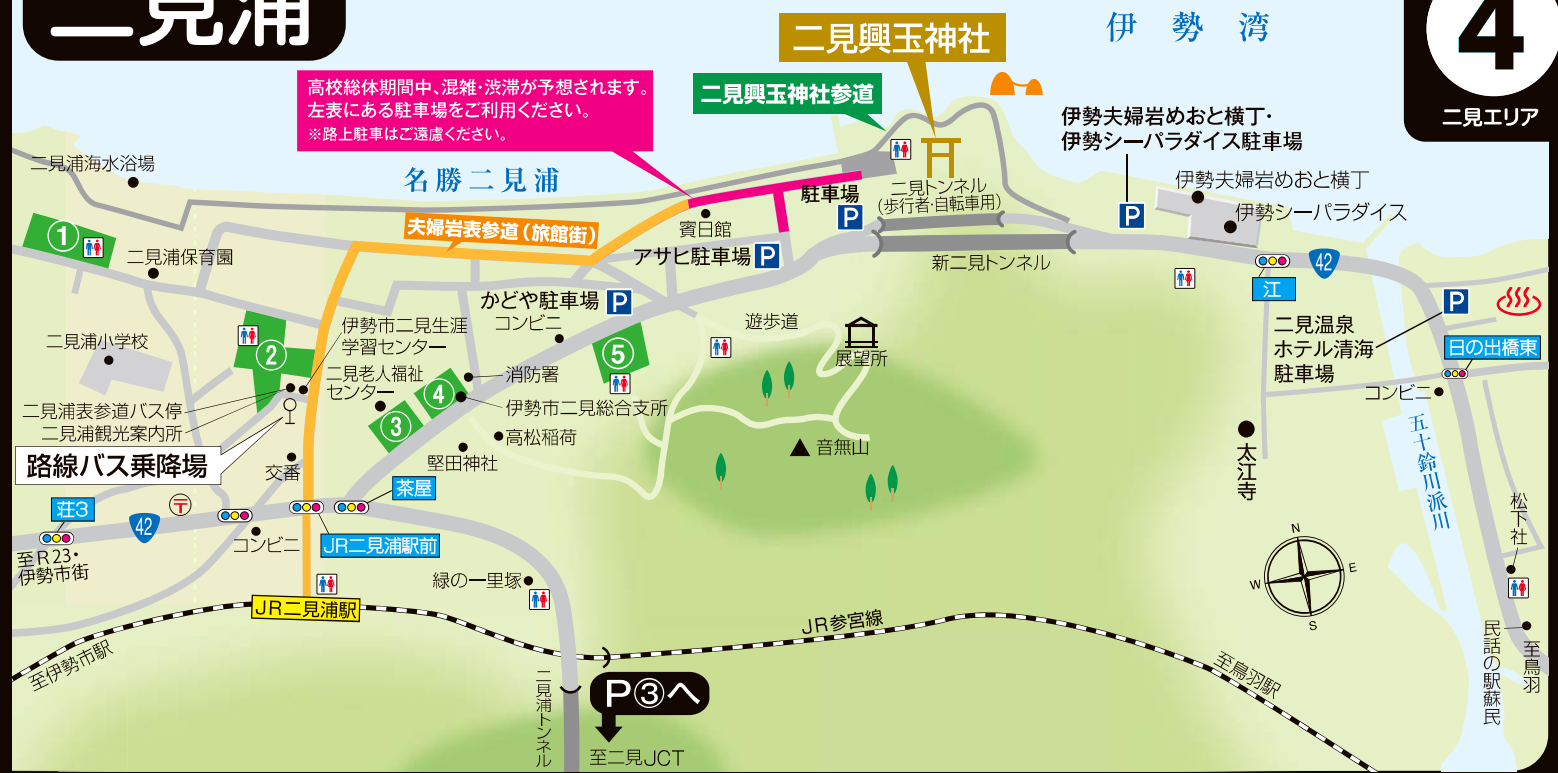 二見浦
4
二見エリア
伊勢湾
二見興玉神社
高校総体期間中、混雑・渋滞が予想されます。
左表にある駐車場をご利用ください。
※路上駐車はご遠慮ください。
二見興玉神社参道
伊勢夫婦岩めおと横丁・
伊勢シーパラダイス駐車場
二見浦海水浴場
名勝二見浦
駐車場
P
二見トンネル
(歩行者・自転車用)
P
伊勢夫婦岩めおと横丁
伊勢シーパラダイス
①
夫婦岩表参道(旅館街)
賓日館
二見浦保育園
アサヒ駐車場
P
新二見トンネル
42
江
かどや駐車場
P
コンビニ
遊歩道
展望所
二見温泉
ホテル清海
駐車場
P
日の出橋東
コンビニ
二見浦小学校
②
伊勢市二見生涯
学習センター
二見老人福祉
センター
消防署
⑤
④
③
伊勢市二見総合支所
二見浦表参道バス停
二見浦観光案内所
路線バス乗降場
高松稲荷
堅田神社
音無山
太江寺
五十鈴川派川
交番
茶屋
荘3
〒
42
コンビニ
JR二見浦駅前
至R23・
伊勢市街
緑の一里塚
松下社
N
E
W
S
JR二見浦駅
JR参宮線
至伊勢市駅
至鳥羽駅
民話の駅蘇民
至鳥羽
二見浦トンネル
P③へ
至二見JCT